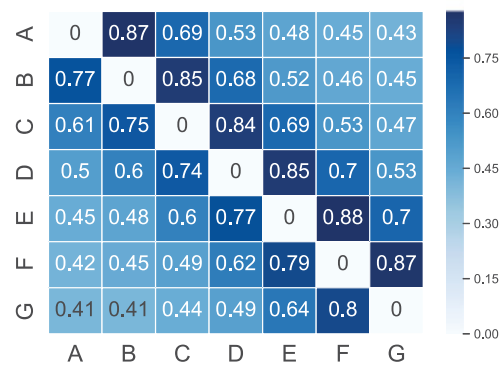 A 0 0.87 0.69 0.53 0.48 0.45 0.43
B 0.77 0 0.85 0.68 0.52 0.46 0.45
C 0.61 0.75 0 0.84 0.69 0.53 0.47
D 0.5 0.6 0.74 0 0.85 0.7 0.53
E 0.45 0.48 0.6 0.77 0 0.88 0.7
F 0.42 0.45 0.49 0.62 0.79 0 0.87
G 0.41 0.41 0.44 0.49 0.64 0.8 0
A B C D E F G
0.75
0.60
0.45
0.30
0.15
0.00